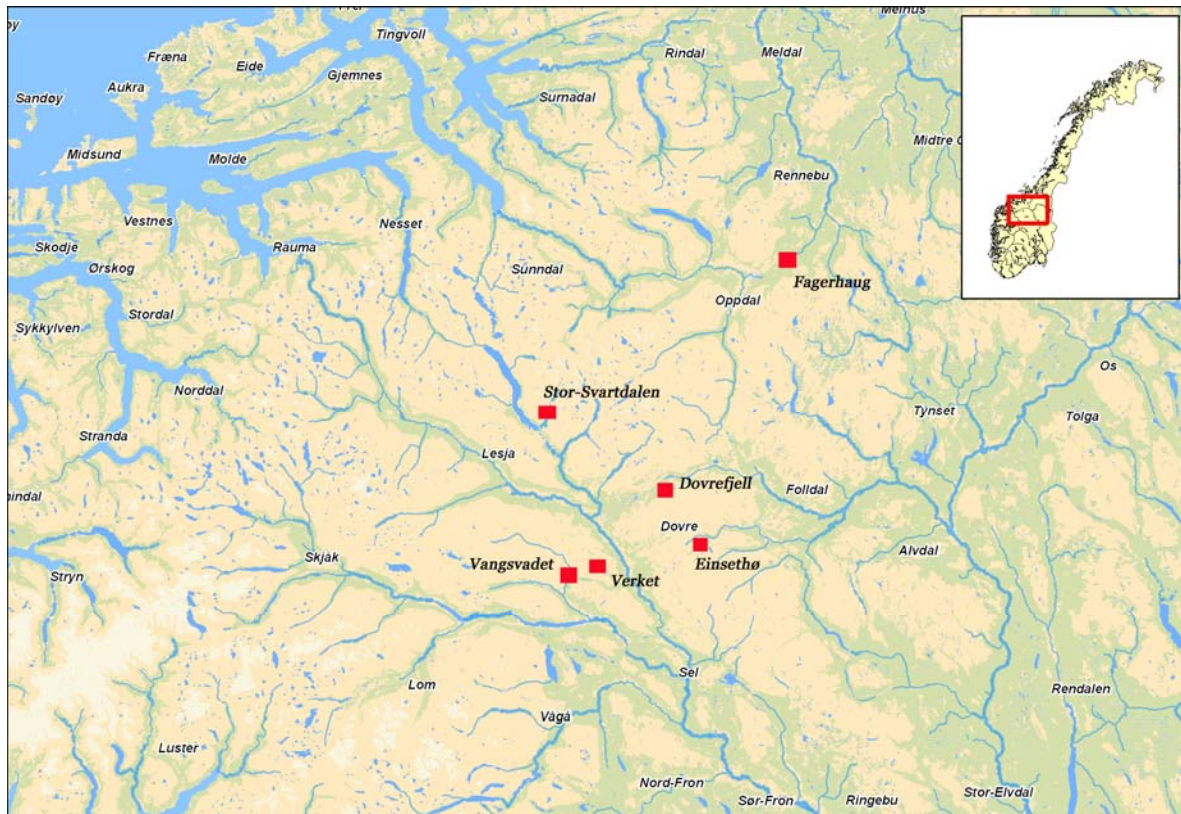 Tingvoll
Melhus
Fræna
Eide
Rindal
Meldal
Aukra
Gjemnes
Sandøy
Surnadal
Midtre
Midsund
Molde
Rennebu
Vestnes
Nesset
Skodje
Rauma
Sunndal
Ørskog
Fagerhaug
Oppdal
Stordal
Sykkylven
Norddal
Os
Stor-Svartdalen
Tynset
Tolga
Stranda
Lesja
Dovrefjell
Folldal
Dovre
Skjåk
Alvdal
Vangsvadet
Einsethø
Stryn
Verket
Sel
Lom
Rendalen
Vågå
Luster
Nord-Fron
Stor-Elvdal
Sør-Fron
Ringebu